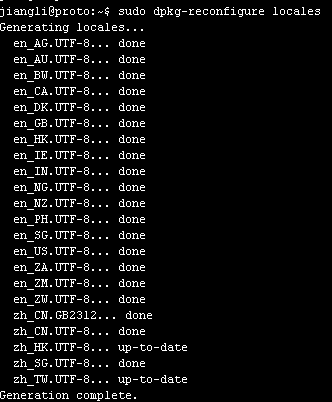 jiangli@proto:~$ sudo dpkg-reconfigure locales
Generating locales...
  en_AG.UTF-8... done
  en_AU.UTF-8... done
  en_BW.UTF-8... done
  en_CA.UTF-8... done
  en_DK.UTF-8... done
  en_GB.UTF-8... done
  en_HK.UTF-8... done
  en_IE.UTF-8... done
  en_IN.UTF-8... done
  en_NG.UTF-8... done
  en_NZ.UTF-8... done
  en_PH.UTF-8... done
  en_SG.UTF-8... done
  en_US.UTF-8... done
  en_ZA.UTF-8... done
  en_ZM.UTF-8... done
  en_ZW.UTF-8... done
  zh_CN.GB2312... done
  zh_CN.UTF-8... done
  zh_HK.UTF-8... up-to-date
  zh_SG.UTF-8... done
  zh_TW.UTF-8... up-to-date
Generation complete.